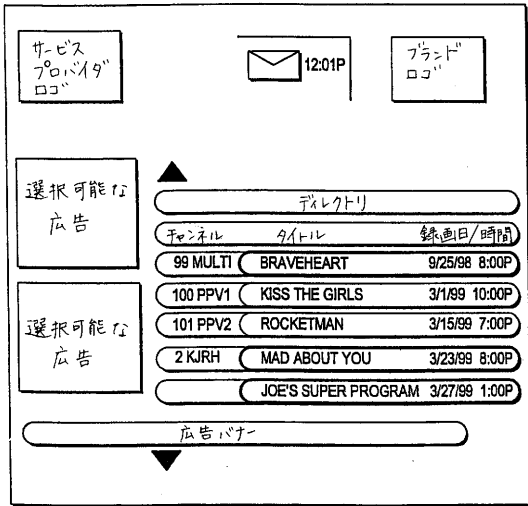 サービス
プロバイダ
ロゴ
12:01P
ブランド
ロゴ
選択可能な
広告
ディレクトリ
チャンネル タイトル 録画日/時間
99 MULTI BRAVEHEART 9/25/98 8:00P
100 PPV1 KISS THE GIRLS 3/1/99 10:00P
101 PPV2 ROCKETMAN 3/15/99 7:00P
2 KJRH MAD ABOUT YOU 3/23/99 8:00P
JOE'S SUPER PROGRAM 3/27/99 1:00P
選択可能な
広告
広告バナー